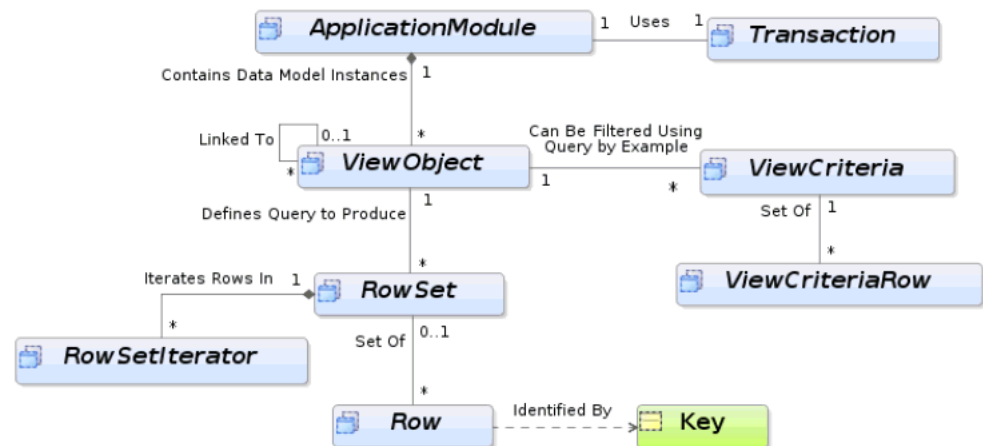 ApplicationModule
1 Uses 1
Transaction
Contains Data Model Instances
1
Linked To
0..1
*
*
ViewObject
Can Be Filtered Using
Query by Example
1
*
ViewCriteria
Defines Query to Produce
1
Set Of
1
*
*
ViewCriteriaRow
Iterates Rows In
1
RowSet
*
RowSetIterator
Set Of
0..1
*
Row
Identified By
Key